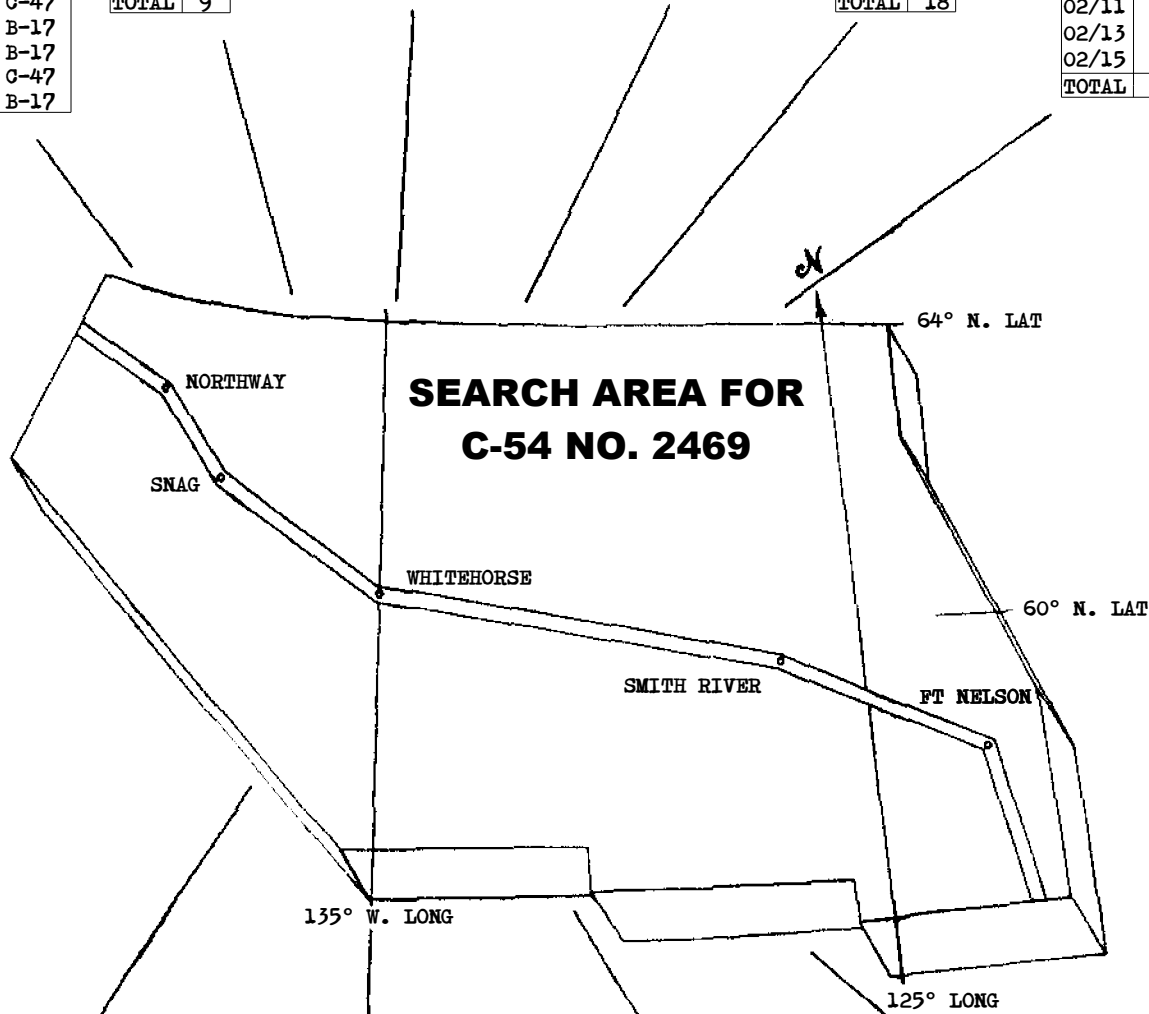 C-47
B-17
B-17
C-47
B-17
TOTAL 9
TOTAL 18
02/11
02/13
02/15
TOTAL
N
64° N. LAT
NORTHWAY
SEARCH AREA FOR
C-54 NO. 2469
SNAG
WHITEHORSE
60° N. LAT
SMITH RIVER
FT NELSON
135° W. LONG
125° LONG